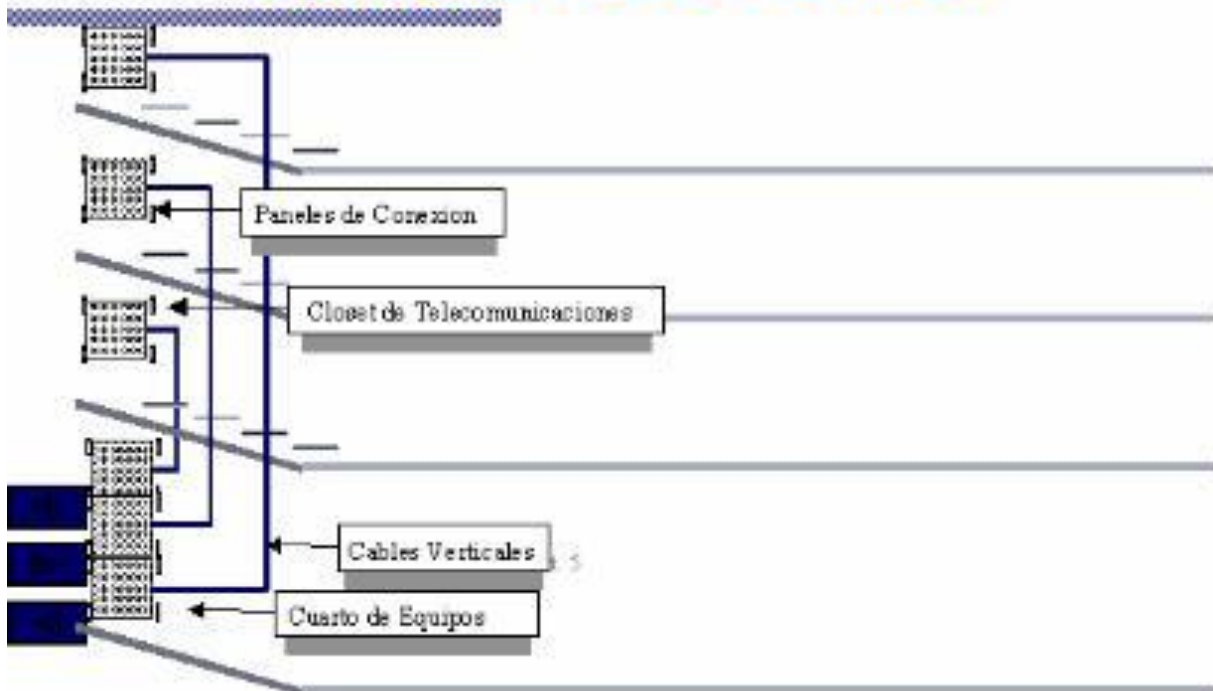 Paneles de Conexion
Closet de Telecomunicaciones
Cables Verticales
Cuarto de Equipos